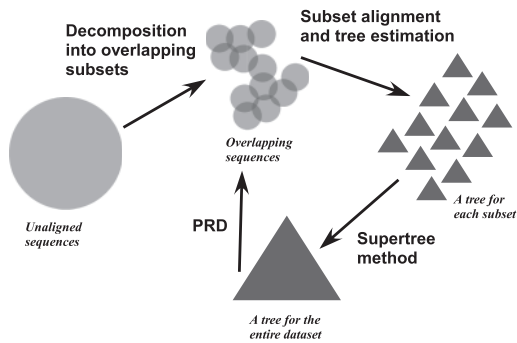 Decomposition
into overlapping
subsets
Subset alignment
and tree estimation
Overlapping
sequences
Unaligned
sequences
A tree for
each subset
PRD
Supertree
method
A tree for the
entire dataset